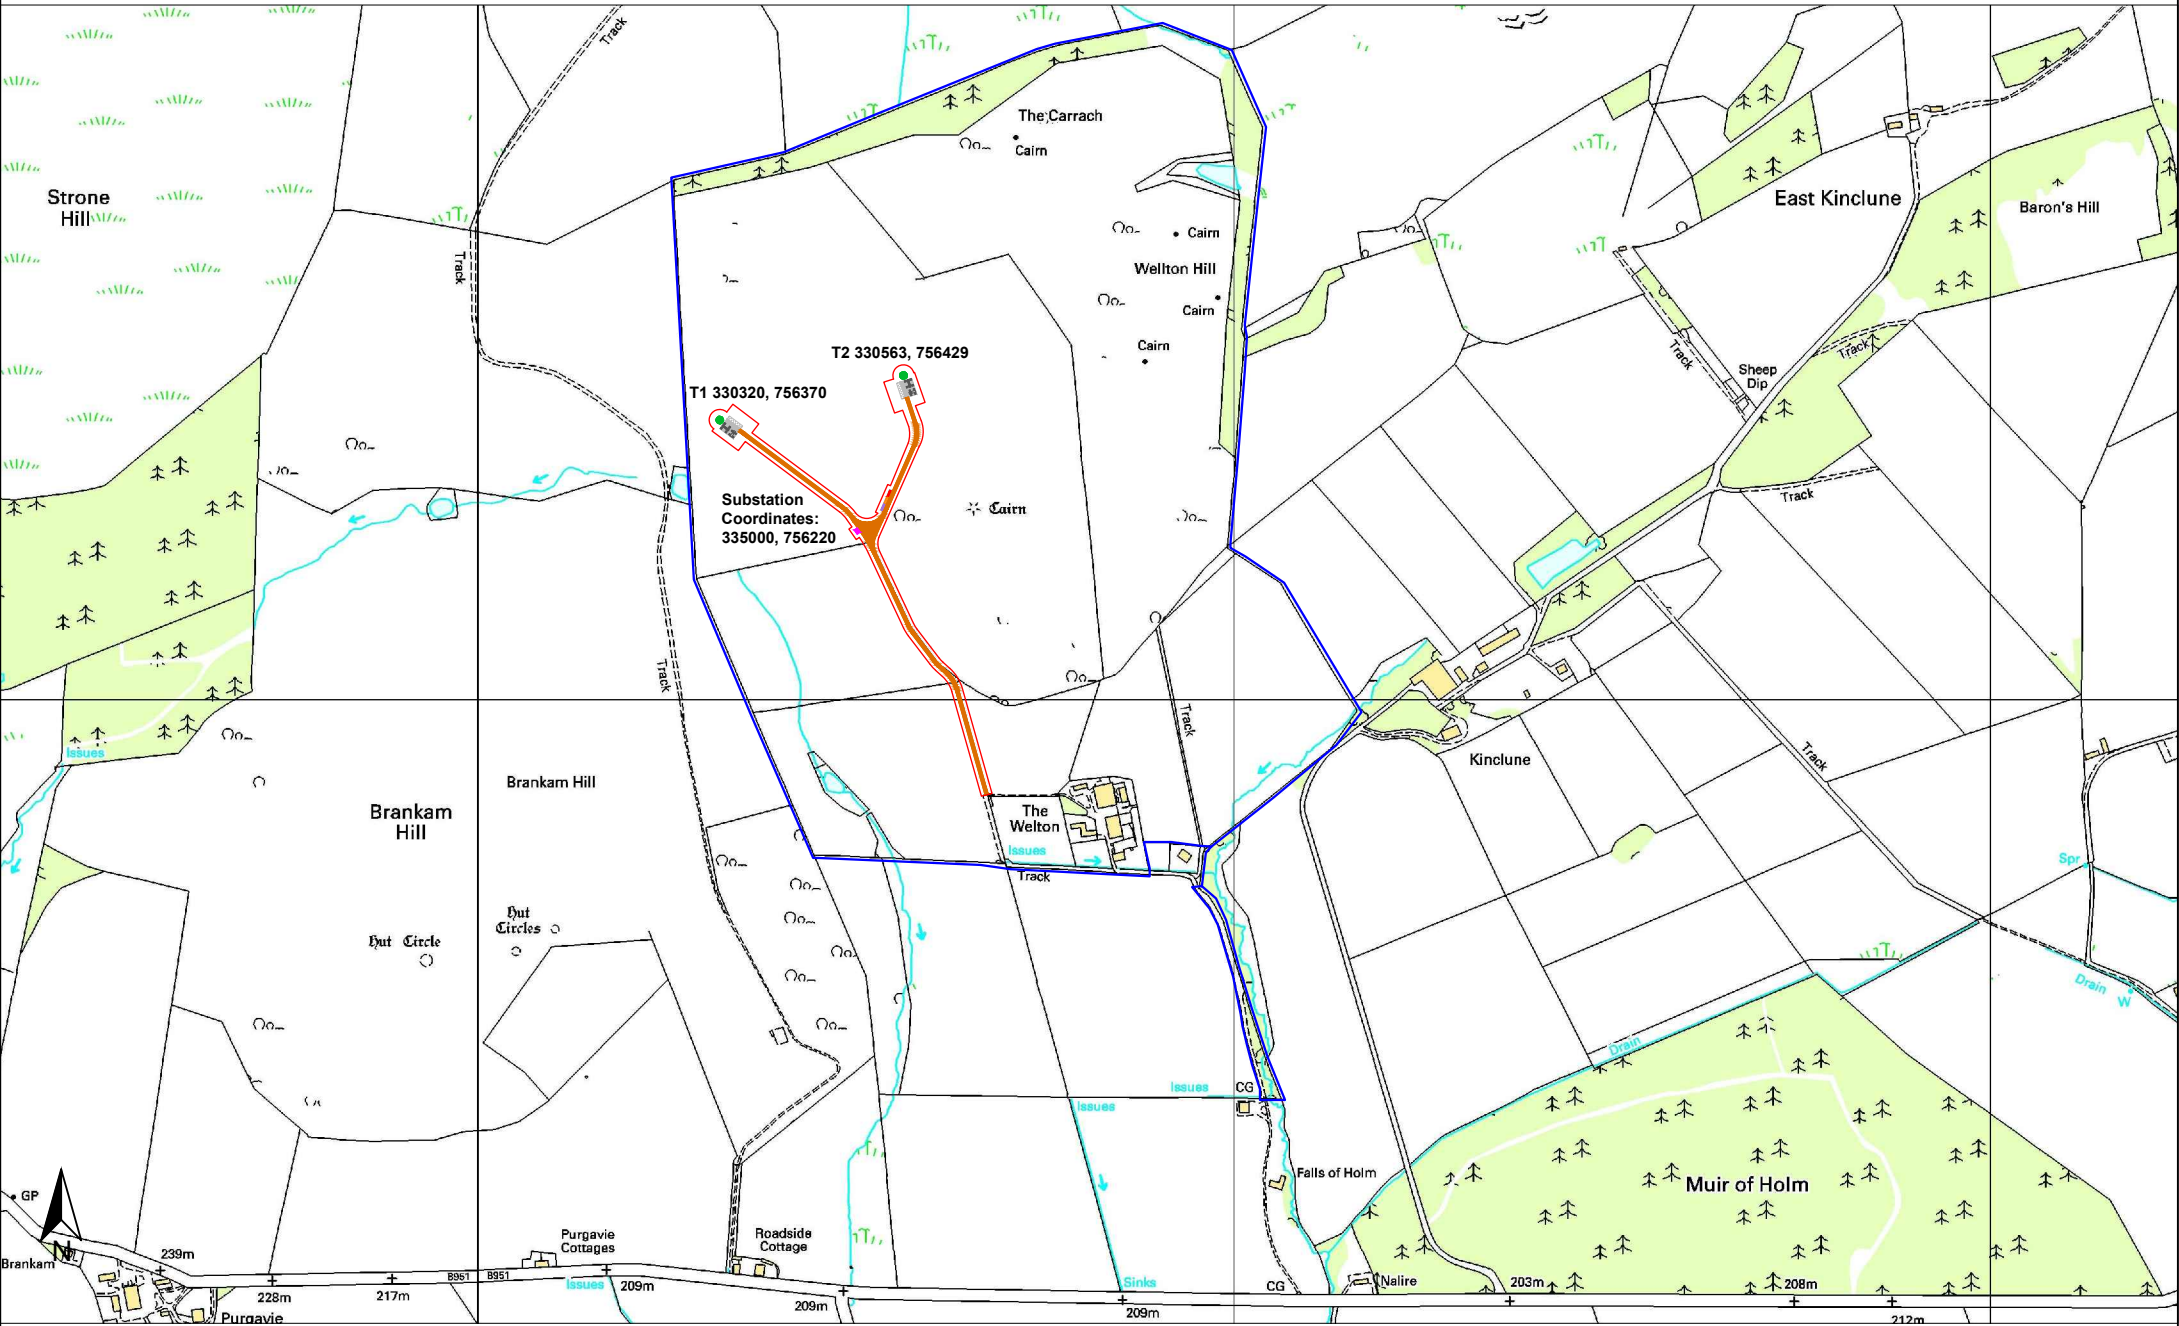 Track
The Carrach
Cairn
Strone
Hill
East Kinclune
Baron's Hill
Cairn
Wellton Hill
Cairn
Cairn
Track
T2 330563, 756429
T1 330320, 756370
Track
Track
Sheep
Dip
Track
Substation
Coordinates:
335000, 756220
Cairn
Track
Track
Track
Issues
Kinclune
Brankam Hill
Brankam
Hill
The
Welton
Issues
Track
Spr
Hut
Circles
Hut Circle
Drain
W
Drain
Issues
CG
Issues
Falls of Holm
Muir of Holm
GP
N
Brankam
239m
Purgavie
Cottages
Roadside
Cottage
B951
B951
Issues
209m
228m
217m
209m
Sinks
209m
CG
Nalire
203m
208m
212m
Purgavie